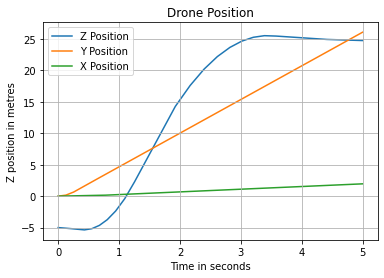 Drone Position
Z Position
Y Position
X Position
Z position in metres
25
20
15
10
5
0
−5
0
1
2
3
4
5
Time in seconds